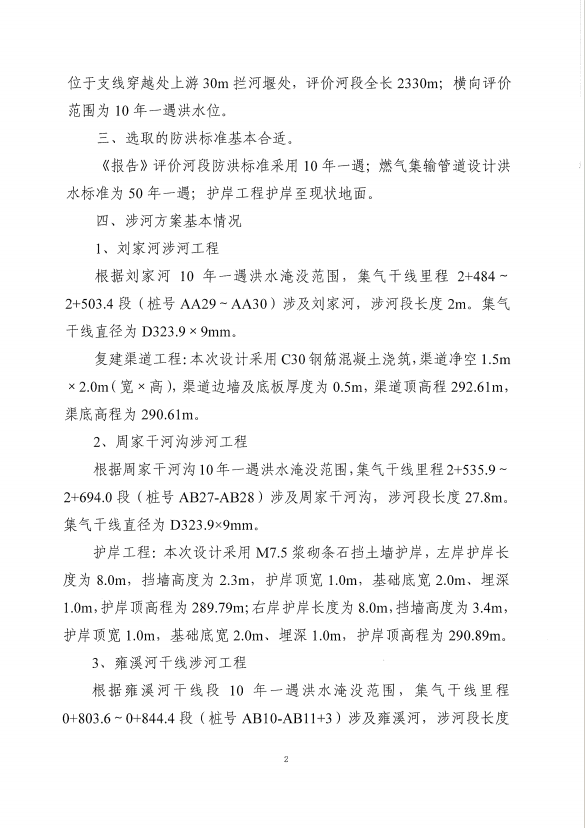 位于支线穿越处上游 30m 拦河堰处，评价河段全长 2330m；横向评价
范围为 10 年一遇洪水位。
三、选取的防洪标准基本合适。
《报告》评价河段防洪标准采用 10 年一遇；燃气集输管道设计洪
水标准为 50 年一遇；护岸工程护岸至现状地面。
四、涉河方案基本情况
1、刘家河涉河工程
根据刘家河 10 年一遇洪水淹没范围，集气干线里程 2+484～
2+503.4 段（桩号 AA29～AA30）涉及刘家河，涉河段长度 2m。集气
干线直径为 D323.9×9mm。
复建渠道工程：本次设计采用 C30 钢筋混凝土浇筑，渠道净空 1.5m
×2.0m（宽×高），渠道边墙及底板厚度为 0.5m，渠道顶高程 292.61m，
渠底高程为 290.61m。
2、周家干河沟涉河工程
根据周家干河沟 10 年一遇洪水淹没范围，集气干线里程 2+535.9～
2+694.0 段（桩号 AB27-AB28）涉及周家干河沟，涉河段长度 27.8m。
集气干线直径为 D323.9×9mm。
护岸工程：本次设计采用 M7.5 浆砌条石挡土墙护岸，左岸护岸长
度为 8.0m，挡墙高度为 2.3m，护岸顶宽 1.0m，基础底宽 2.0m、埋深
1.0m，护岸顶高程为 289.79m；右岸护岸长度为 8.0m，挡墙高度为 3.4m，
护岸顶宽 1.0m，基础底宽 2.0m、埋深 1.0m，护岸顶高程为 290.89m。
3、雍溪河干线涉河工程
根据雍溪河干线段 10 年一遇洪水淹没范围，集气干线里程
0+803.6～0+844.4 段（桩号 AB10-AB11+3）涉及雍溪河，涉河段长度
2